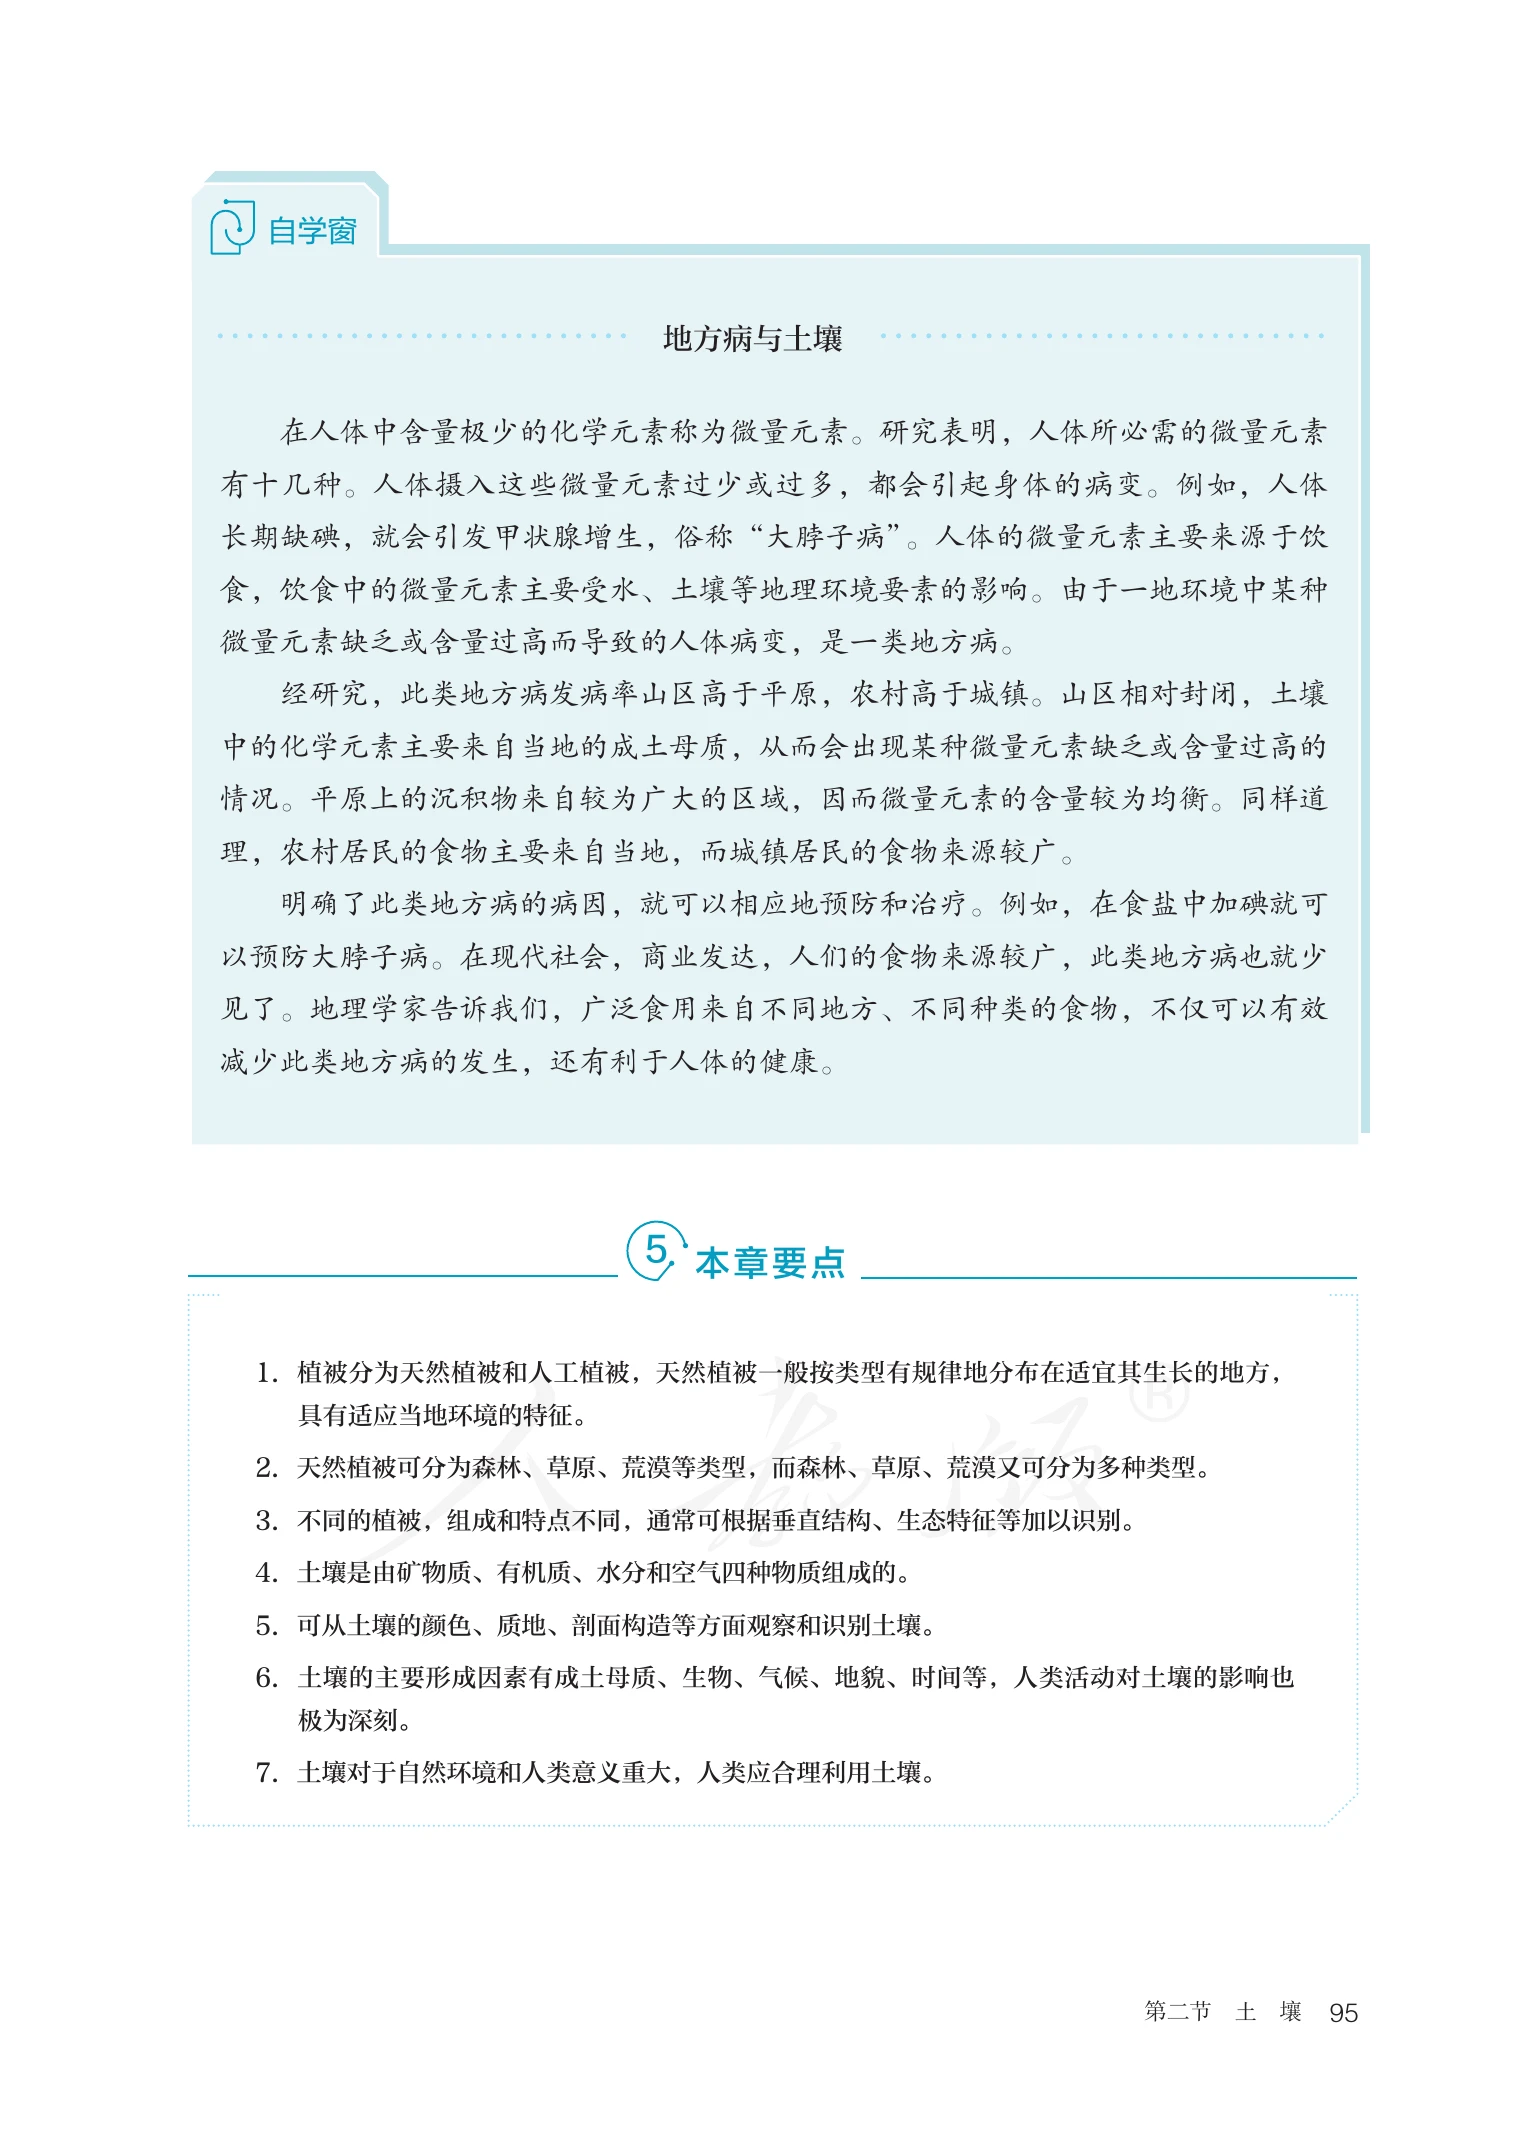 自学窗
地方病与土壤
在人体中含量极少的化学元素称为微量元素。研究表明，人体所必需的微量元素
有十几种。人体摄入这些微量元素过少或过多，都会引起身体的病变。例如，人体
长期缺碘，就会引发甲状腺增生，俗称“大脖子病”。人体的微量元素主要来源于饮
食，饮食中的微量元素主要受水、土壤等地理环境要素的影响。由于一地环境中某种
微量元素缺乏或含量过高而导致的人体病变，是一类地方病。
经研究，此类地方病发病率山区高于平原，农村高于城镇。山区相对封闭，土壤
中的化学元素主要来自当地的成土母质，从而会出现某种微量元素缺乏或含量过高的
情况。平原上的沉积物来自较为广大的区域，因而微量元素的含量较为均衡。同样道
理，农村居民的食物主要来自当地，而城镇居民的食物来源较广。
明确了此类地方病的病因，就可以相应地预防和治疗。例如，在食盐中加碘就可
以预防大脖子病。在现代社会，商业发达，人们的食物来源较广，此类地方病也就少
见了。地理学家告诉我们，广泛食用来自不同地方、不同种类的食物，不仅可以有效
减少此类地方病的发生，还有利于人体的健康。
5 本章要点
1. 植被分为天然植被和人工植被，天然植被一般按类型有规律地分布在适宜其生长的地方，
具有适应当地环境的特征。
2. 天然植被可分为森林、草原、荒漠等类型，而森林、草原、荒漠又可分为多种类型。
3. 不同的植被，组成和特点不同，通常可根据垂直结构、生态特征等加以识别。
4. 土壤是由矿物质、有机质、水分和空气四种物质组成的。
5. 可从土壤的颜色、质地、剖面构造等方面观察和识别土壤。
6. 土壤的主要形成因素有成土母质、生物、气候、地貌、时间等，人类活动对土壤的影响也
极为深刻。
7. 土壤对于自然环境和人类意义重大，人类应合理利用土壤。
人教版®
第二节 土 壤 95